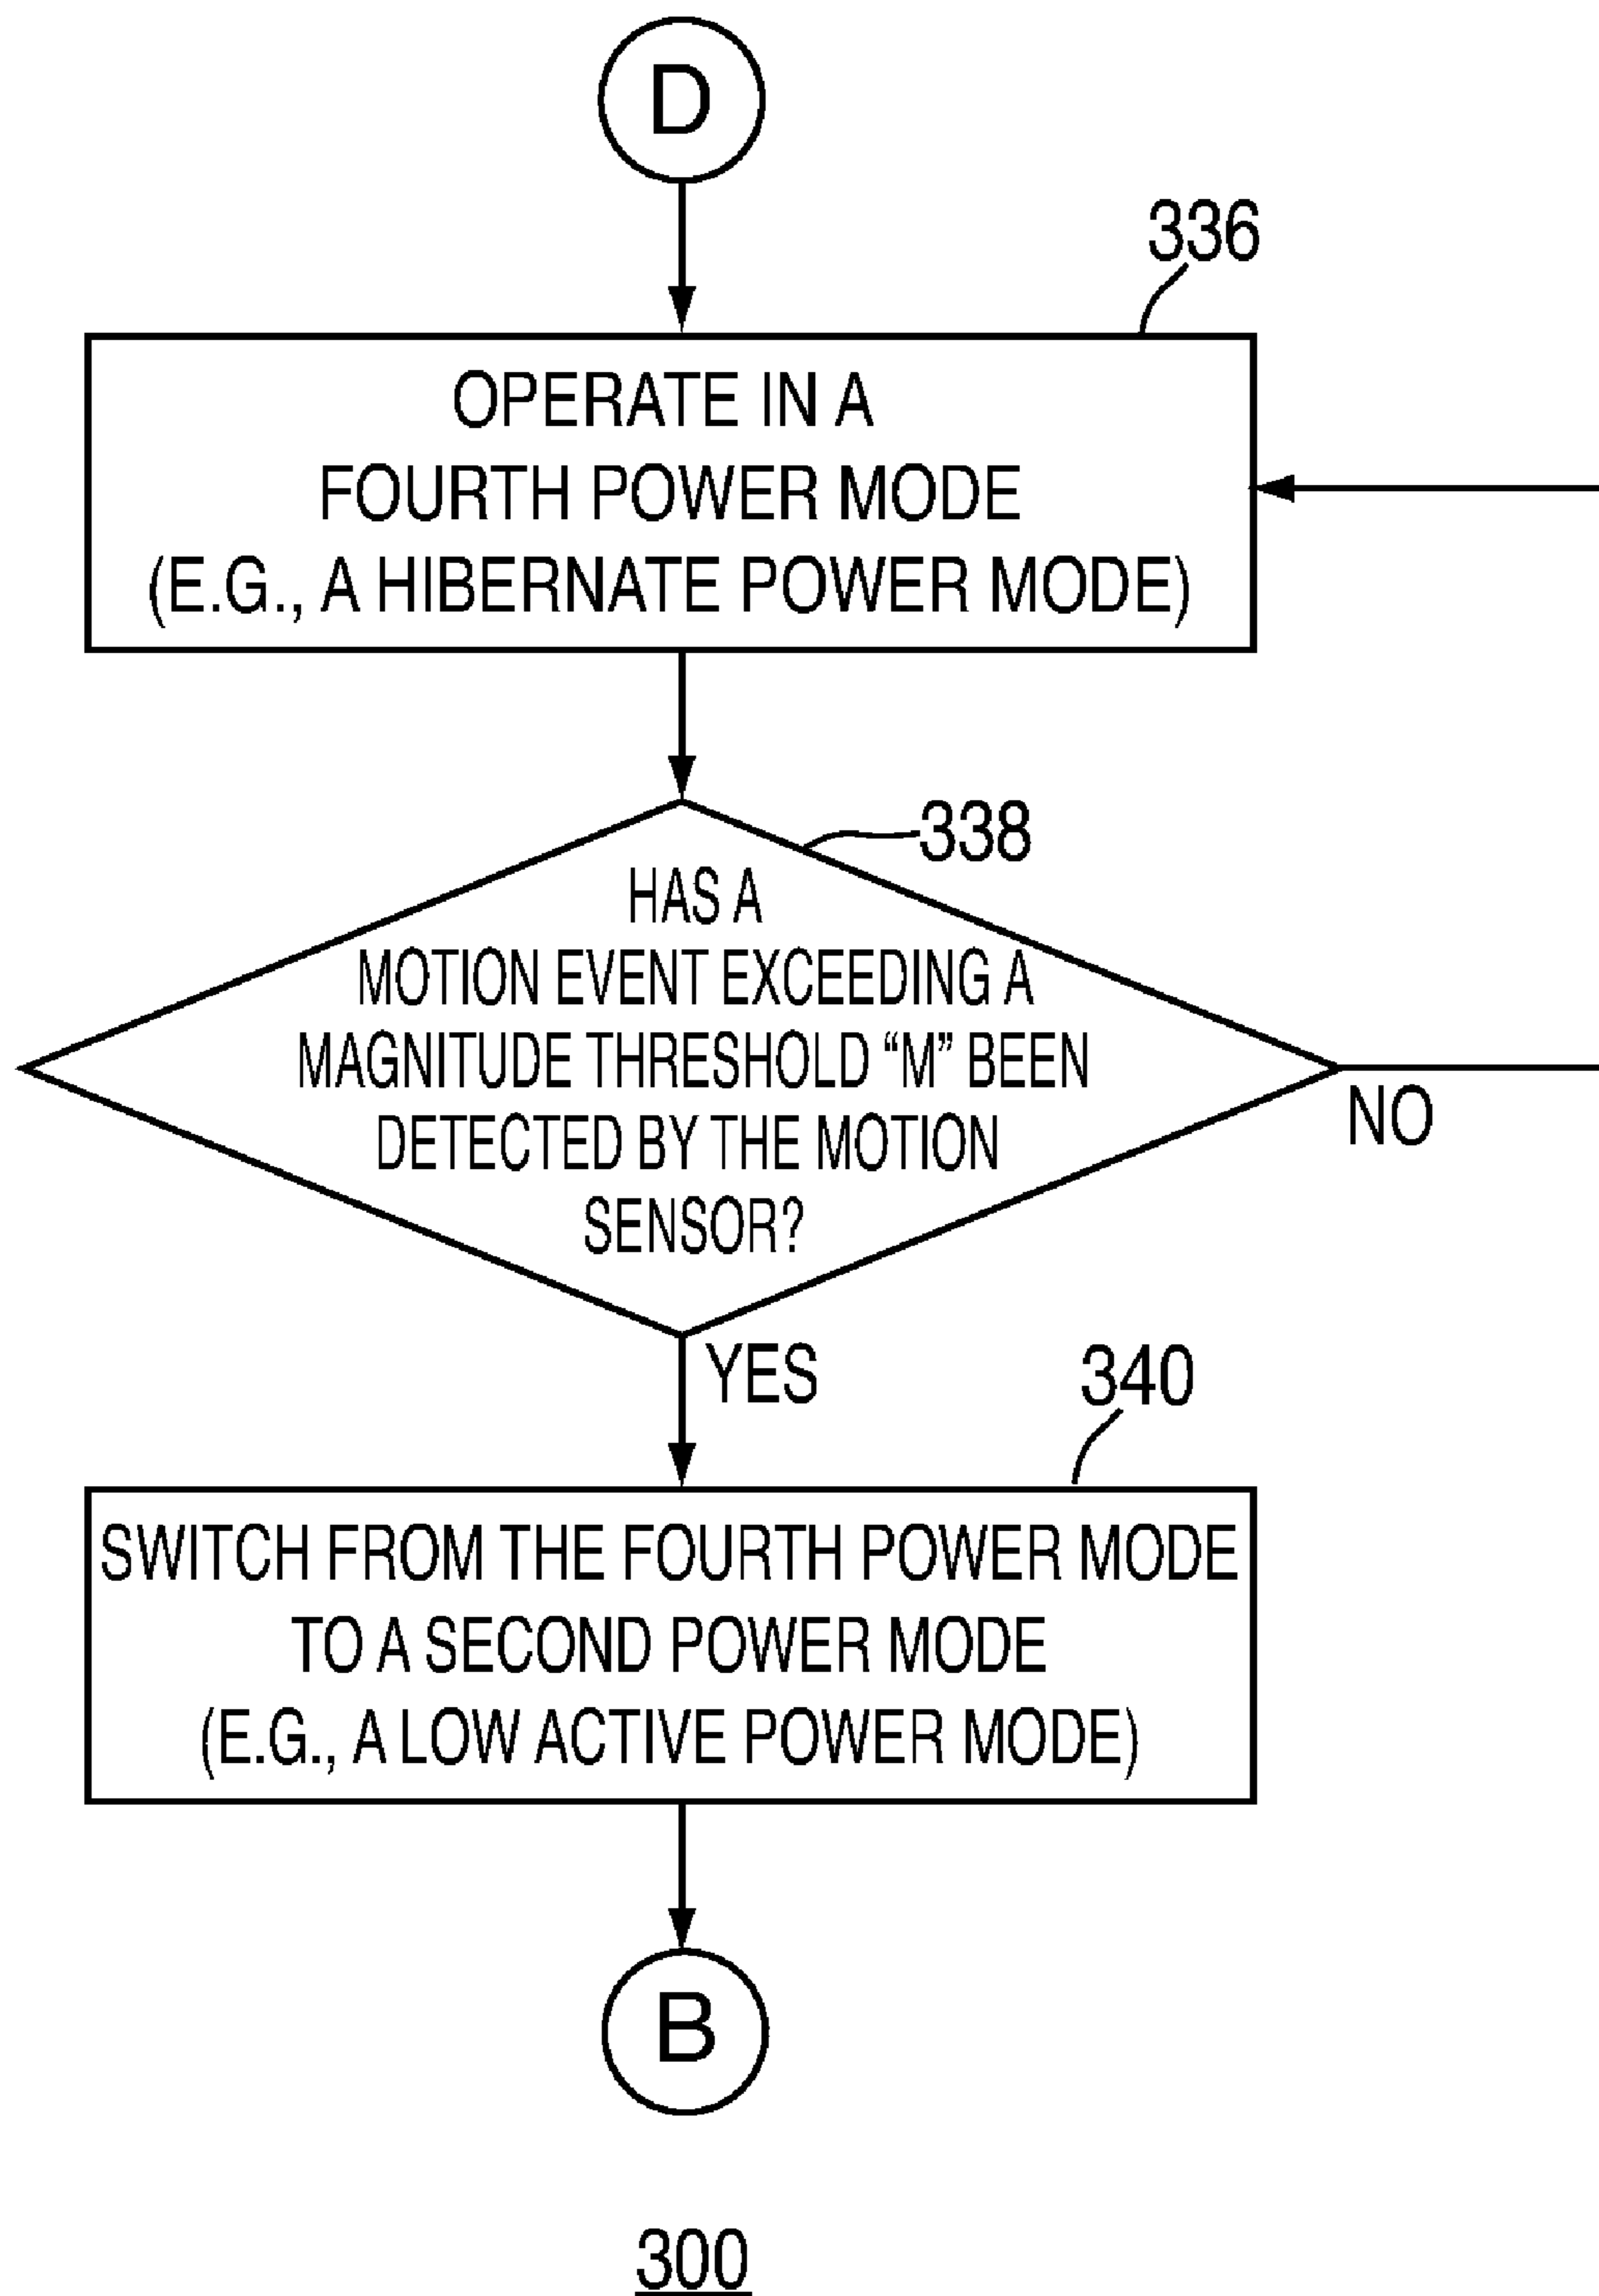 D
336
OPERATE IN A
FOURTH POWER MODE
(E.G., A HIBERNATE POWER MODE)
338
HAS A
MOTION EVENT EXCEEDING A
MAGNITUDE THRESHOLD “M” BEEN
DETECTED BY THE MOTION
SENSOR?
NO
YES
340
SWITCH FROM THE FOURTH POWER MODE
TO A SECOND POWER MODE
(E.G., A LOW ACTIVE POWER MODE)
B
300